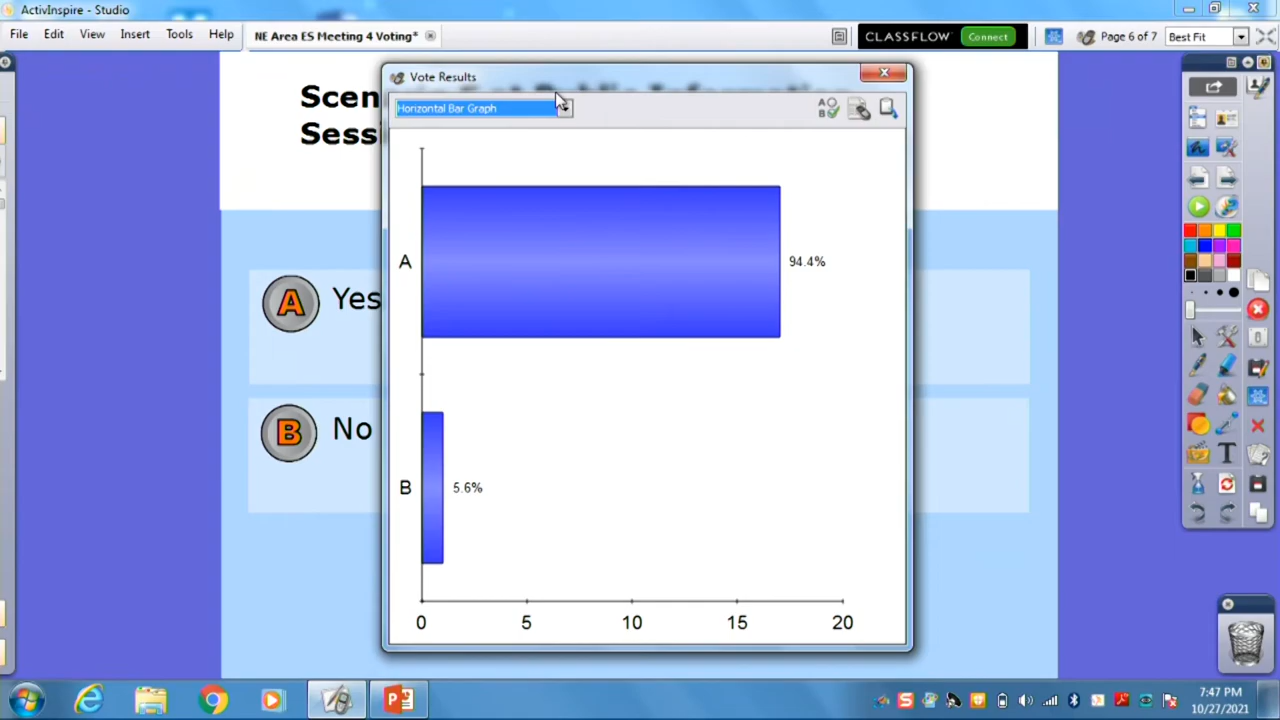 ActivInspire - Studio
File Edit View Insert Tools Help
NE Area ES Meeting 4 Voting*
CLASSFLOW Connect
Page 6 of 7
Best Fit
Vote Results
Horizontal Bar Graph
Scen
Sessi
A
B
A
94.4%
B
5.6%
0 5 10 15 20
A Yes
B No
T
7:47 PM
10/27/2021